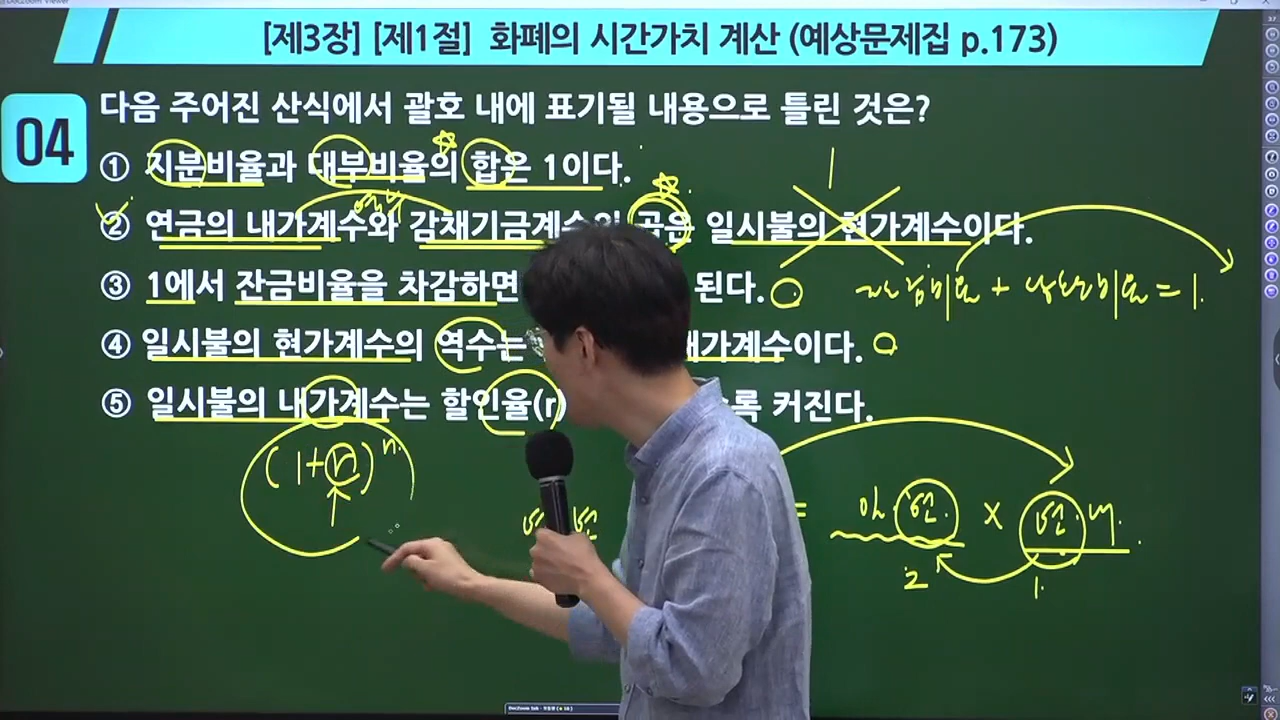 [제3장] [제1절] 화폐의 시간가치 계산 (예상문제집 p.173)
04 다음 주어진 산식에서 괄호 내에 표기될 내용으로 틀린 것은?
① 지분비율과 대부비율의 합은 1이다.
② 연금의 내가계수와 감채기금계수의 곱은 일시불의 현가계수이다.
1
③ 1에서 잔금비율을 차감하면 된다.
잔금비율 + 상환비율 = 1.
④ 일시불의 현가계수의 역수는 내가계수이다.
⑤ 일시불의 내가계수는 할인율(r) 록 커진다.
(1+r)ⁿ
= 일.현. x 연.내.
2 1.